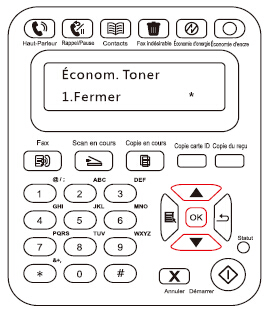 Haut-Parleur Rappel/Pause Contacts Fax Indésirable Économie d'énergie Économie d'encre
Économ. Toner
1.Fermer *
Fax Scan en cours Copie en cours Copie carte ID Copie du reçu
@/: ABC DEF
1 2 3
GHI JKL MNO
4 5 6 OK
PQRS TUV WXYZ
7 8 9 Statut
&+,
* 0 # X
Annuler Démarrer